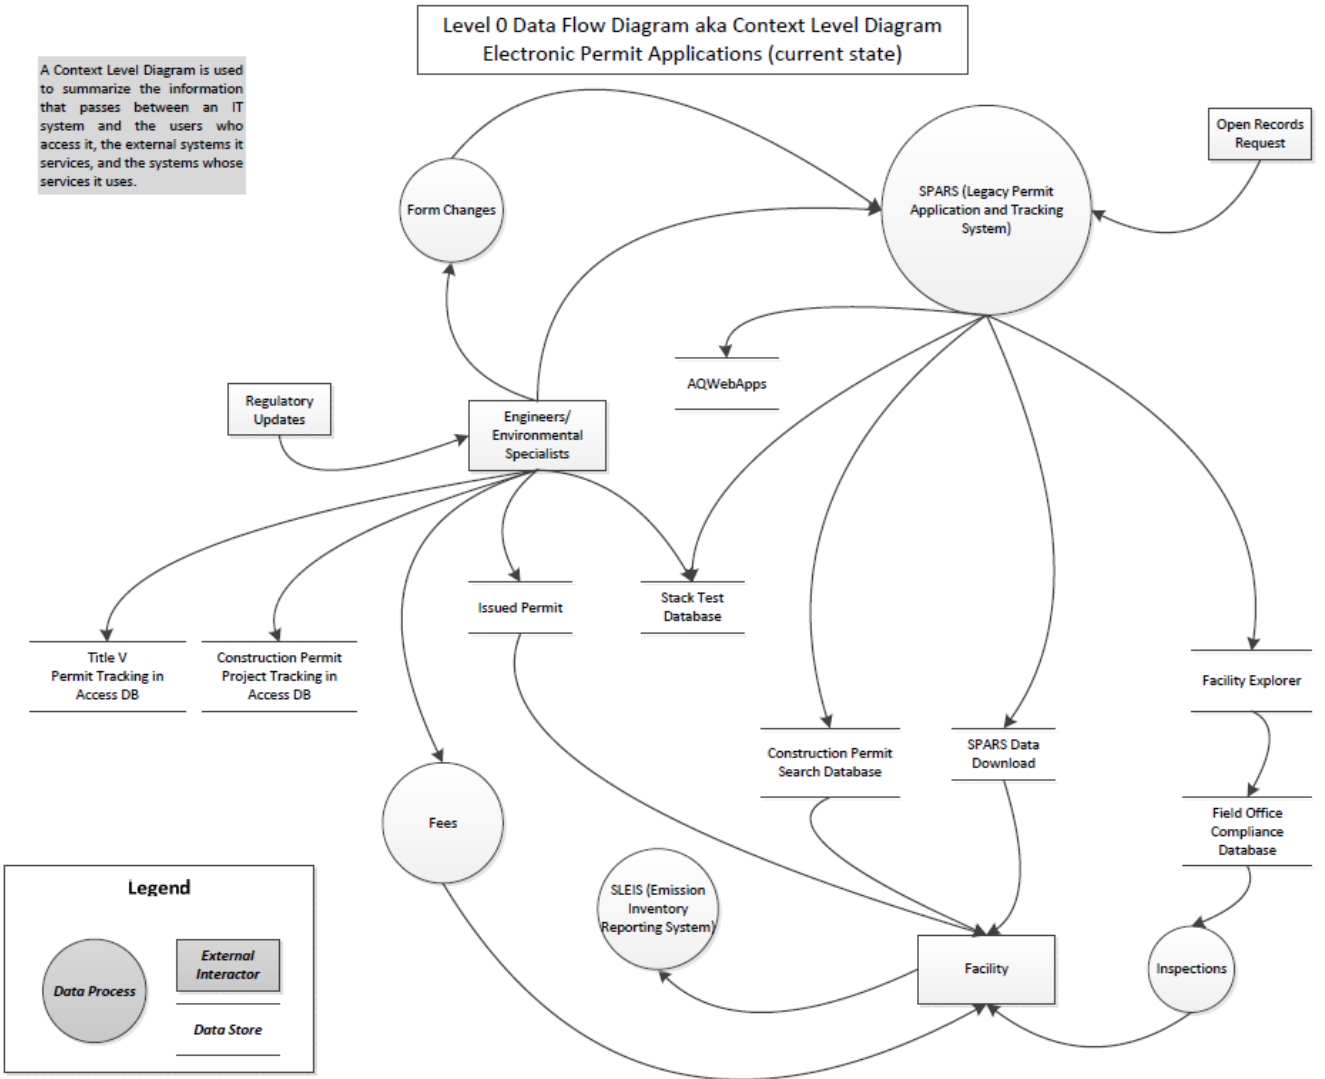 Level 0 Data Flow Diagram aka Context Level Diagram
Electronic Permit Applications (current state)
A Context Level Diagram is used
to summarize the information
that passes between an IT
system and the users who
access it, the external systems it
services, and the systems whose
services it uses.
Open Records
Request
Form Changes
SPARS (Legacy Permit
Application and Tracking
System)
AQWebApps
Regulatory
Updates
Engineers/
Environmental
Specialists
Issued Permit
Stack Test
Database
Title V
Permit Tracking in
Access DB
Construction Permit
Project Tracking in
Access DB
Facility Explorer
Construction Permit
Search Database
SPARS Data
Download
Fees
Field Office
Compliance
Database
SLEIS (Emission
Inventory
Reporting System)
Facility
Inspections
Legend
Data Process
External
Interactor
Data Store